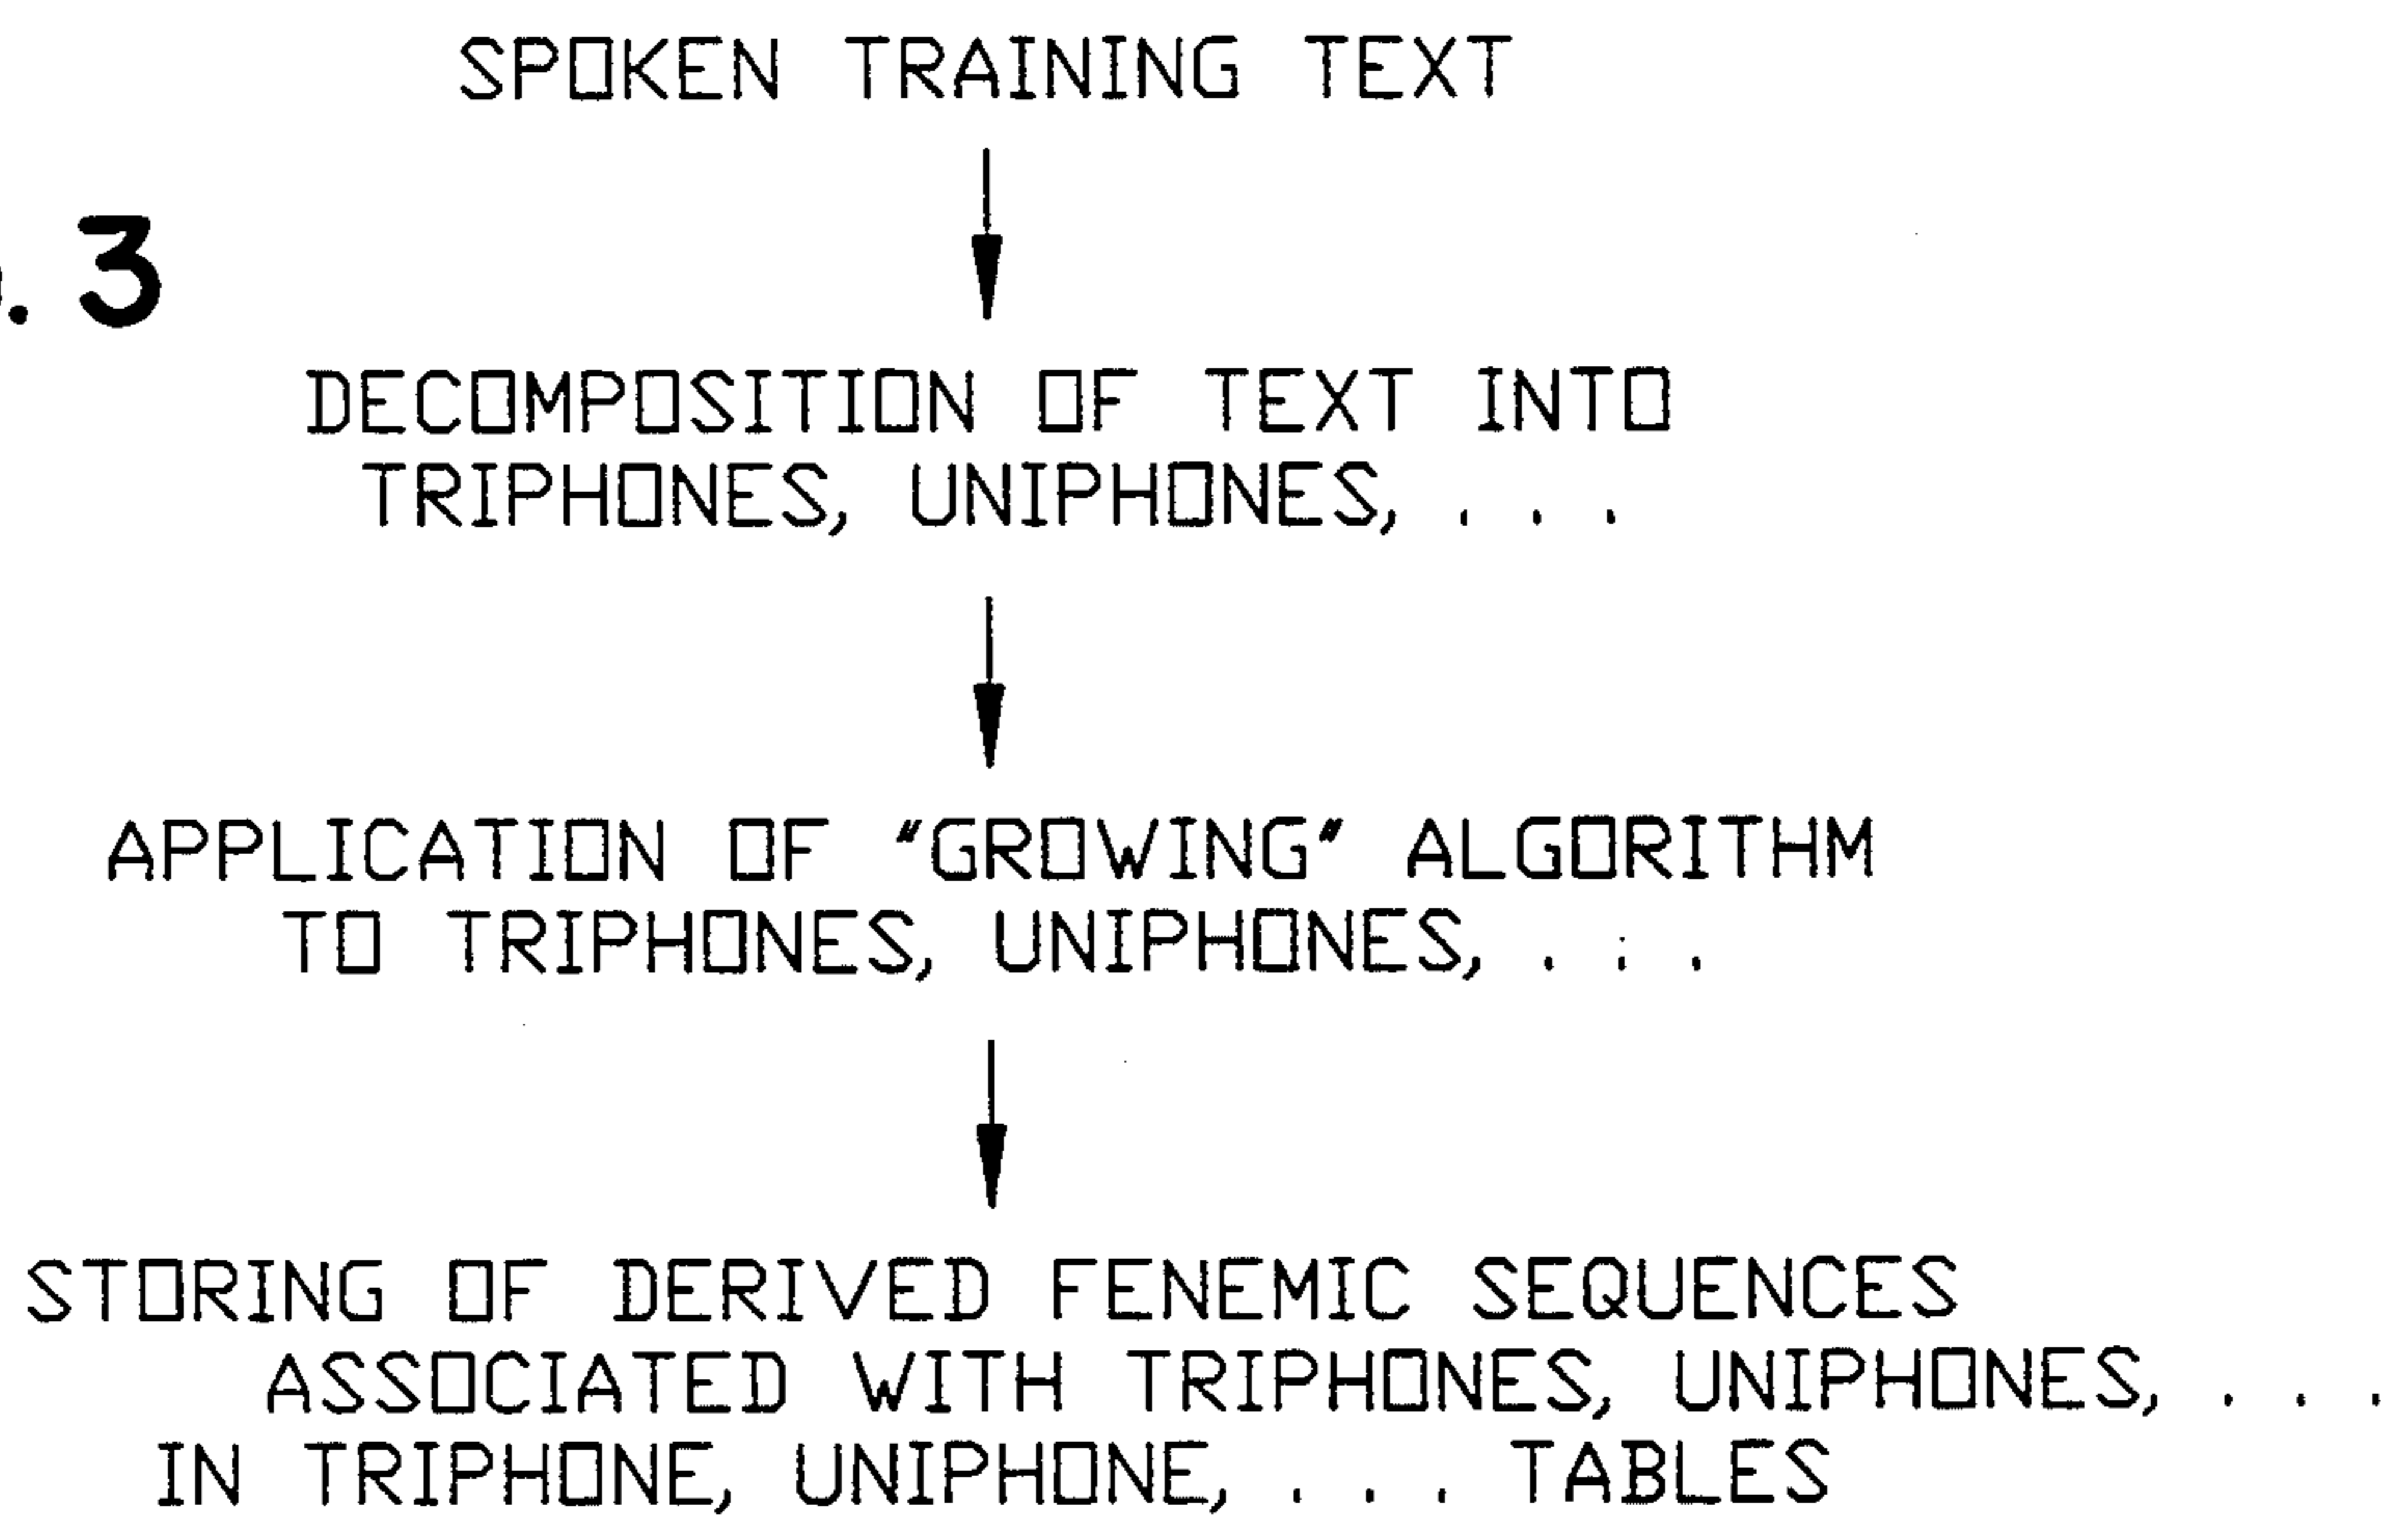 SPOKEN TRAINING TEXT
. 3
DECOMPOSITION OF TEXT INTO
TRIPHONES, UNIPHONES, . . .
APPLICATION OF "GROWING" ALGORITHM
TO TRIPHONES, UNIPHONES, . . .
STORING OF DERIVED FENEMIC SEQUENCES
ASSOCIATED WITH TRIPHONES, UNIPHONES, . . .
IN TRIPHONE, UNIPHONE, . . . TABLES